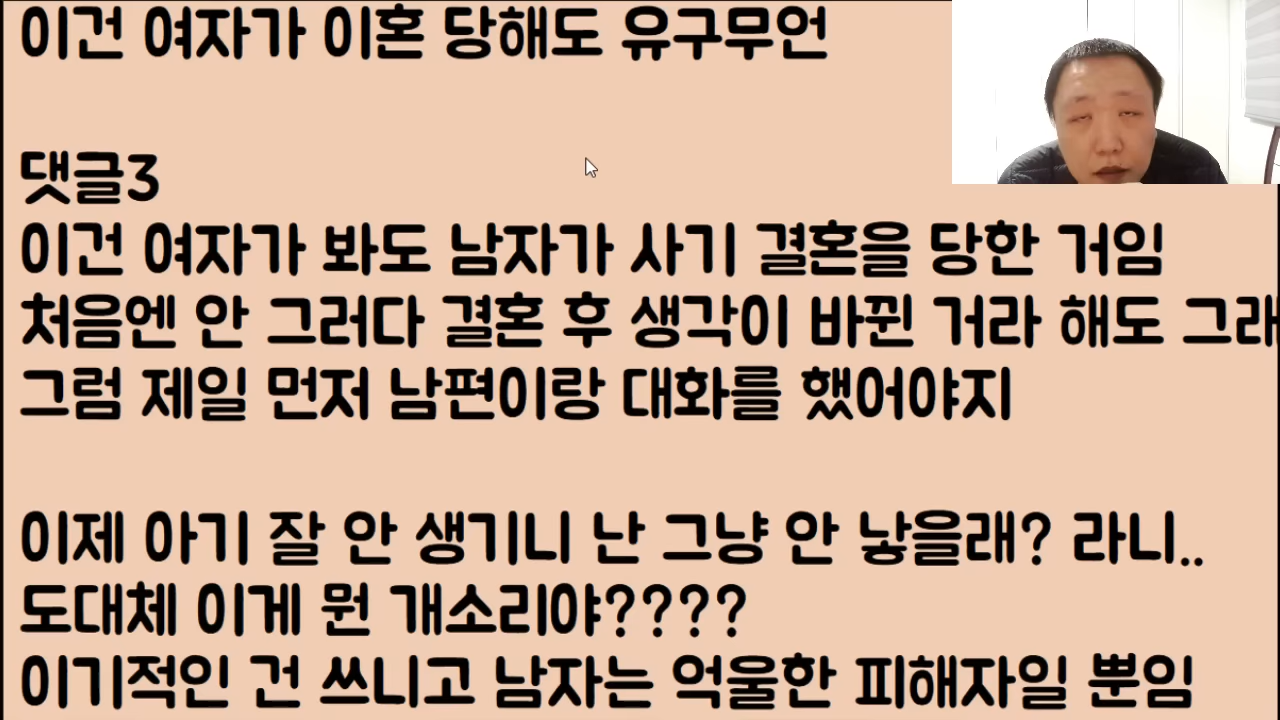 이건 여자가 이혼 당해도 유구무언
댓글3
이건 여자가 봐도 남자가 사기 결혼을 당한 거임
처음엔 안 그러다 결혼 후 생각이 바뀐 거라 해도 그래
그럼 제일 먼저 남편이랑 대화를 했어야지
이제 아기 잘 안 생기니 난 그냥 안 낳을래? 라니..
도대체 이게 뭔 개소리야????
이기적인 건 쓰니고 남자는 억울한 피해자일 뿐임